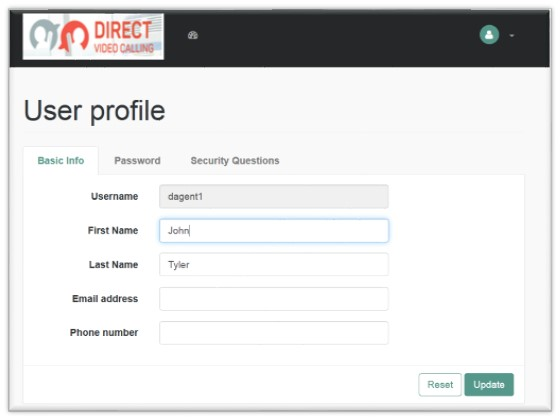 DIRECT
VIDEO CALLING
User profile
Basic Info Password Security Questions
Username dagent1
First Name John
Last Name Tyler
Email address
Phone number
Reset Update